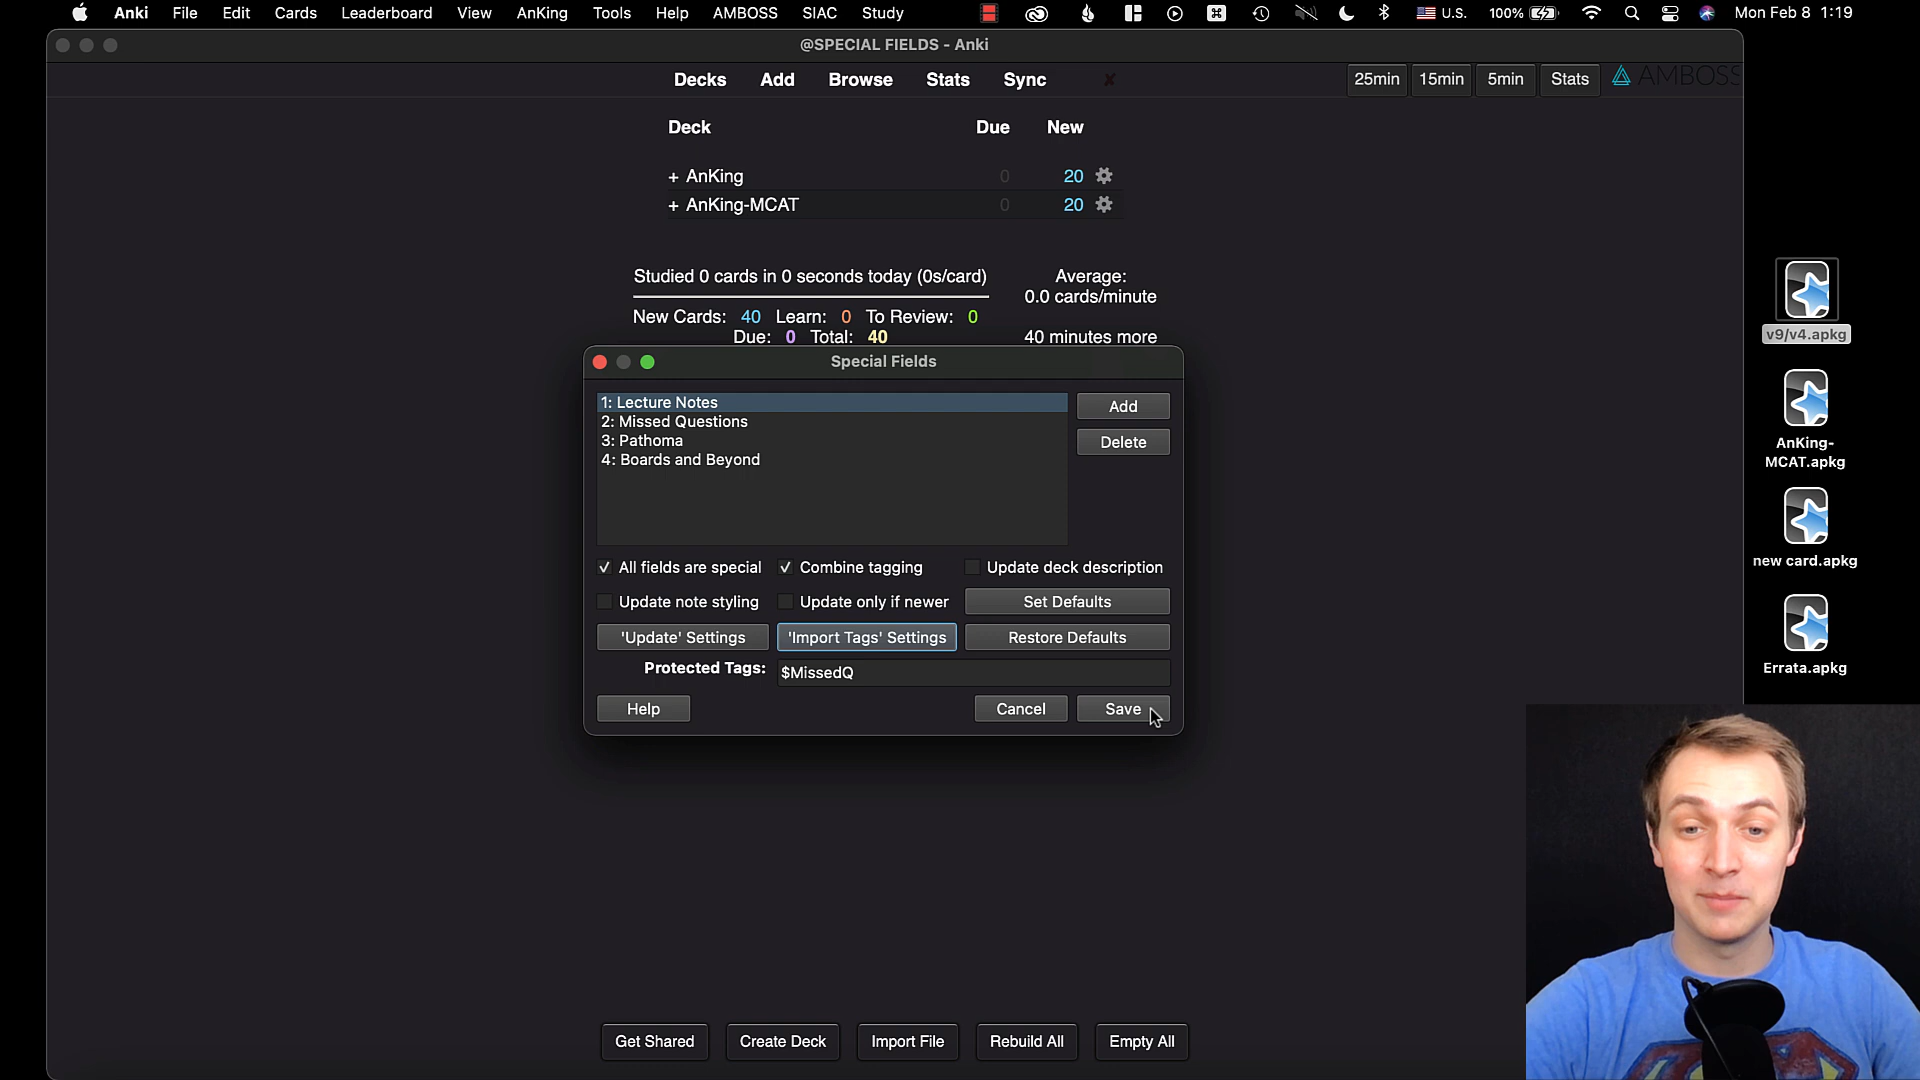 Anki File Edit Cards Leaderboard View AnKing Tools Help AMBOSS SIAC Study U.S. 100% Mon Feb 8 1:19
@SPECIAL FIELDS - Anki
Decks Add Browse Stats Sync ✗ 25min 15min 5min Stats AMBOSS
Deck Due New
+ AnKing 0 20
+ AnKing-MCAT 0 20
Studied 0 cards in 0 seconds today (0s/card)
New Cards: 40 Learn: 0 To Review: 0
Due: 0 Total: 40
Average:
0.0 cards/minute
40 minutes more
Special Fields
1: Lecture Notes
2: Missed Questions
3: Pathoma
4: Boards and Beyond
Add
Delete
All fields are special Combine tagging Update deck description
Update note styling Update only if newer Set Defaults
'Update' Settings 'Import Tags' Settings Restore Defaults
Protected Tags: $MissedQ
Help Cancel Save
v9/v4.apkg
AnKing-
MCAT.apkg
new card.apkg
Errata.apkg
Get Shared Create Deck Import File Rebuild All Empty All